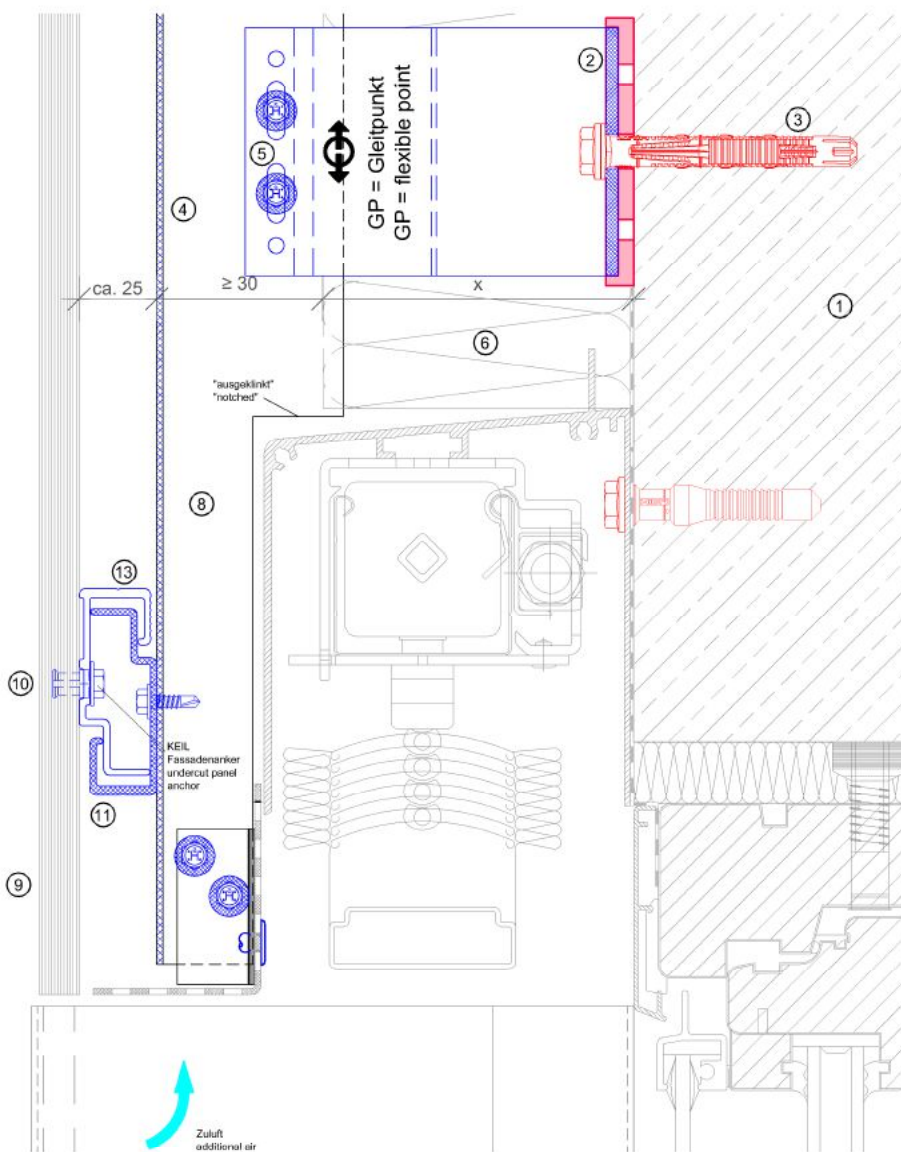 2
3
5
GP = Gleitpunkt
GP = flexible point
4
ca. 25
≥ 30
x
1
6
"ausgeklinkt"
"notched"
8
13
10
KEIL
Fassadenanker
undercut panel
anchor
11
9
Zuluft
additional air